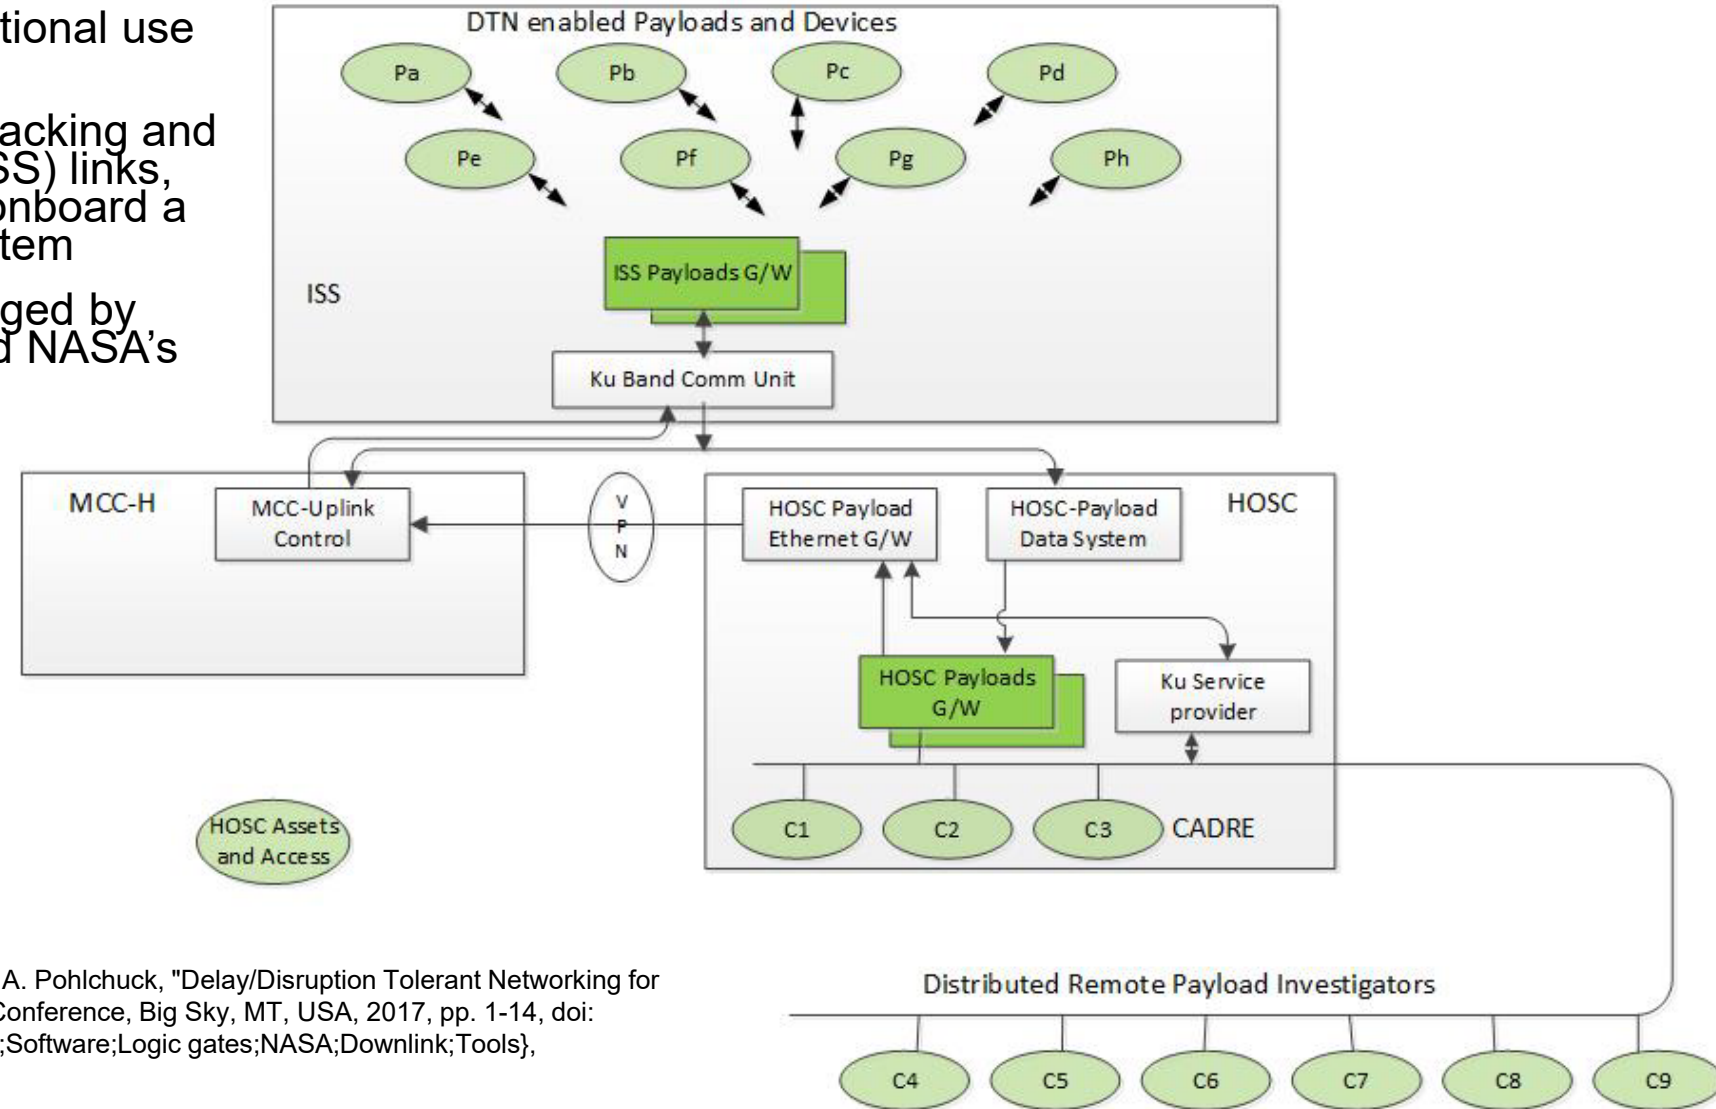 tional use
acking and
SS) links,
onboard a
tem
ged by
d NASA's
DTN enabled Payloads and Devices
Pa
Pb
Pc
Pd
Pe
Pf
Pg
Ph
ISS Payloads G/W
ISS
Ku Band Comm Unit
MCC-H
MCC-Uplink
Control
V
P
N
HOSC Payload
Ethernet G/W
HOSC-Payload
Data System
HOSC
HOSC Payloads
G/W
Ku Service
provider
C1
C2
C3
CADRE
HOSC Assets
and Access
A. Pohlchuck, "Delay/Disruption Tolerant Networking for
Conference, Big Sky, MT, USA, 2017, pp. 1-14, doi:
;Software;Logic gates;NASA;Downlink;Tools},
Distributed Remote Payload Investigators
C4
C5
C6
C7
C8
C9